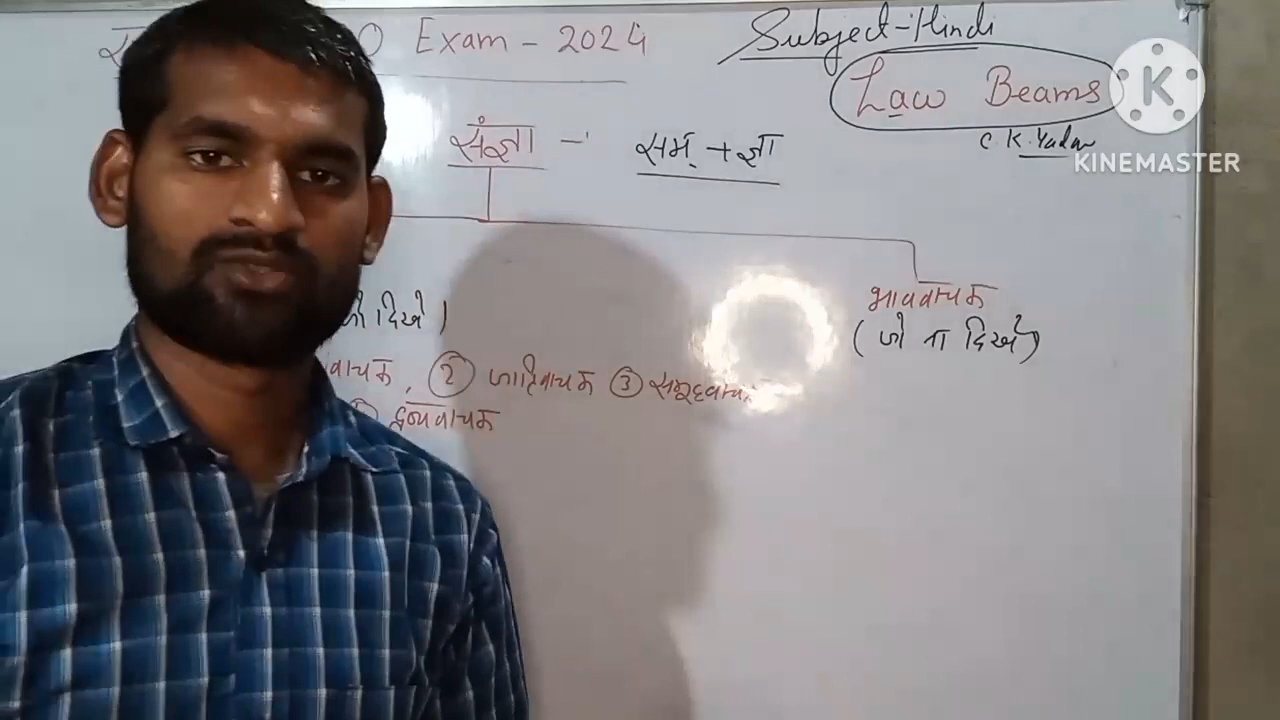 O Exam - 2024
Subject-Hindi
Law Beams
C. K. Yadav
KINEMASTER
संज्ञा - सम् + ज्ञा
भाववाचक
जो दिखे।
(जो ना दिखे)
वाचक, ② जातिवाचक ③ समूहवाचक
द्रव्यवाचक